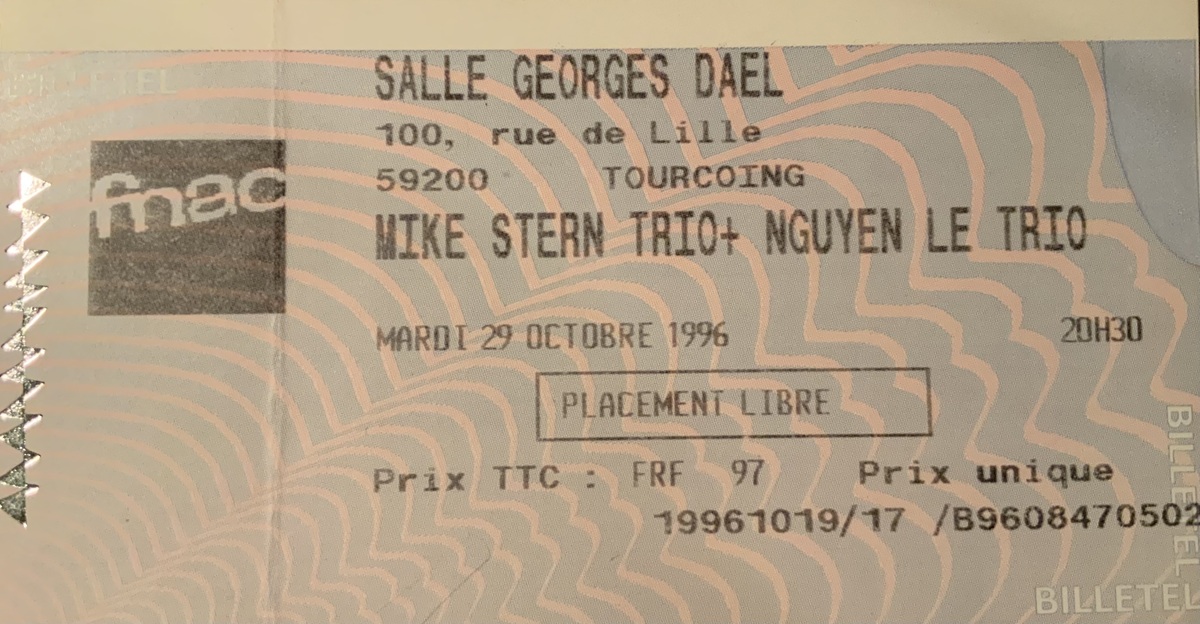 BILLETEL
SALLE GEORGES DAEL
100, rue de Lille
59200 TOURCOING
fnac
MIKE STERN TRIO+ NGUYEN LE TRIO
MARDI 29 OCTOBRE 1996 20H30
PLACEMENT LIBRE
Prix TTC : FRF 97 Prix unique
19961019/17 /B9608470502
BILLETEL
BILLETEL